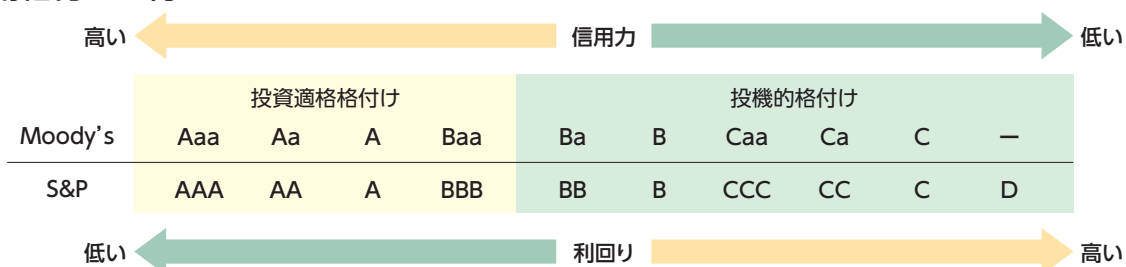 高い 信用力 低い
投資適格格付け 投機的格付け
Moody's Aaa Aa A Baa Ba B Caa Ca C ー
S&P AAA AA A BBB BB B CCC CC C D
低い 利回り 高い